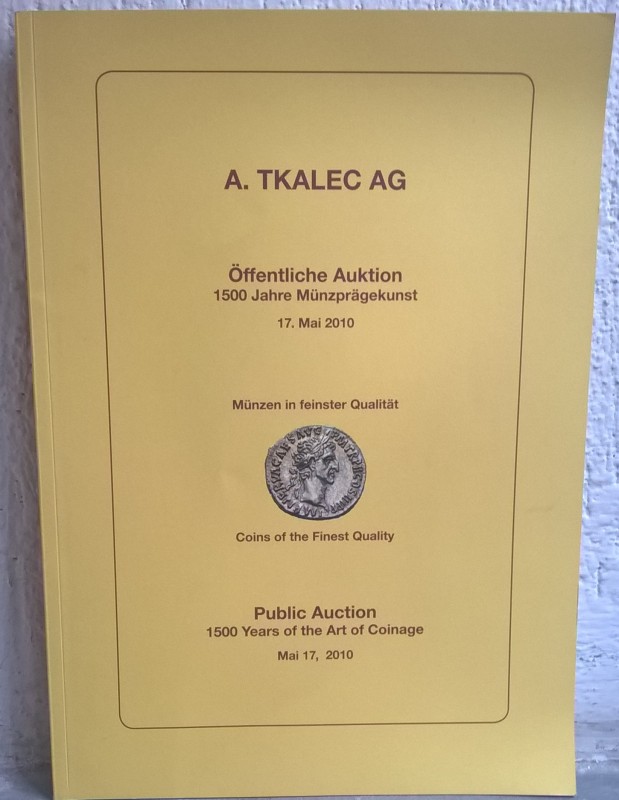 A. TKALEC AG
Öffentliche Auktion
1500 Jahre Münzprägekunst
17. Mai 2010
Münzen in feinster Qualität
Coins of the Finest Quality
Public Auction
1500 Years of the Art of Coinage
Mai 17, 2010